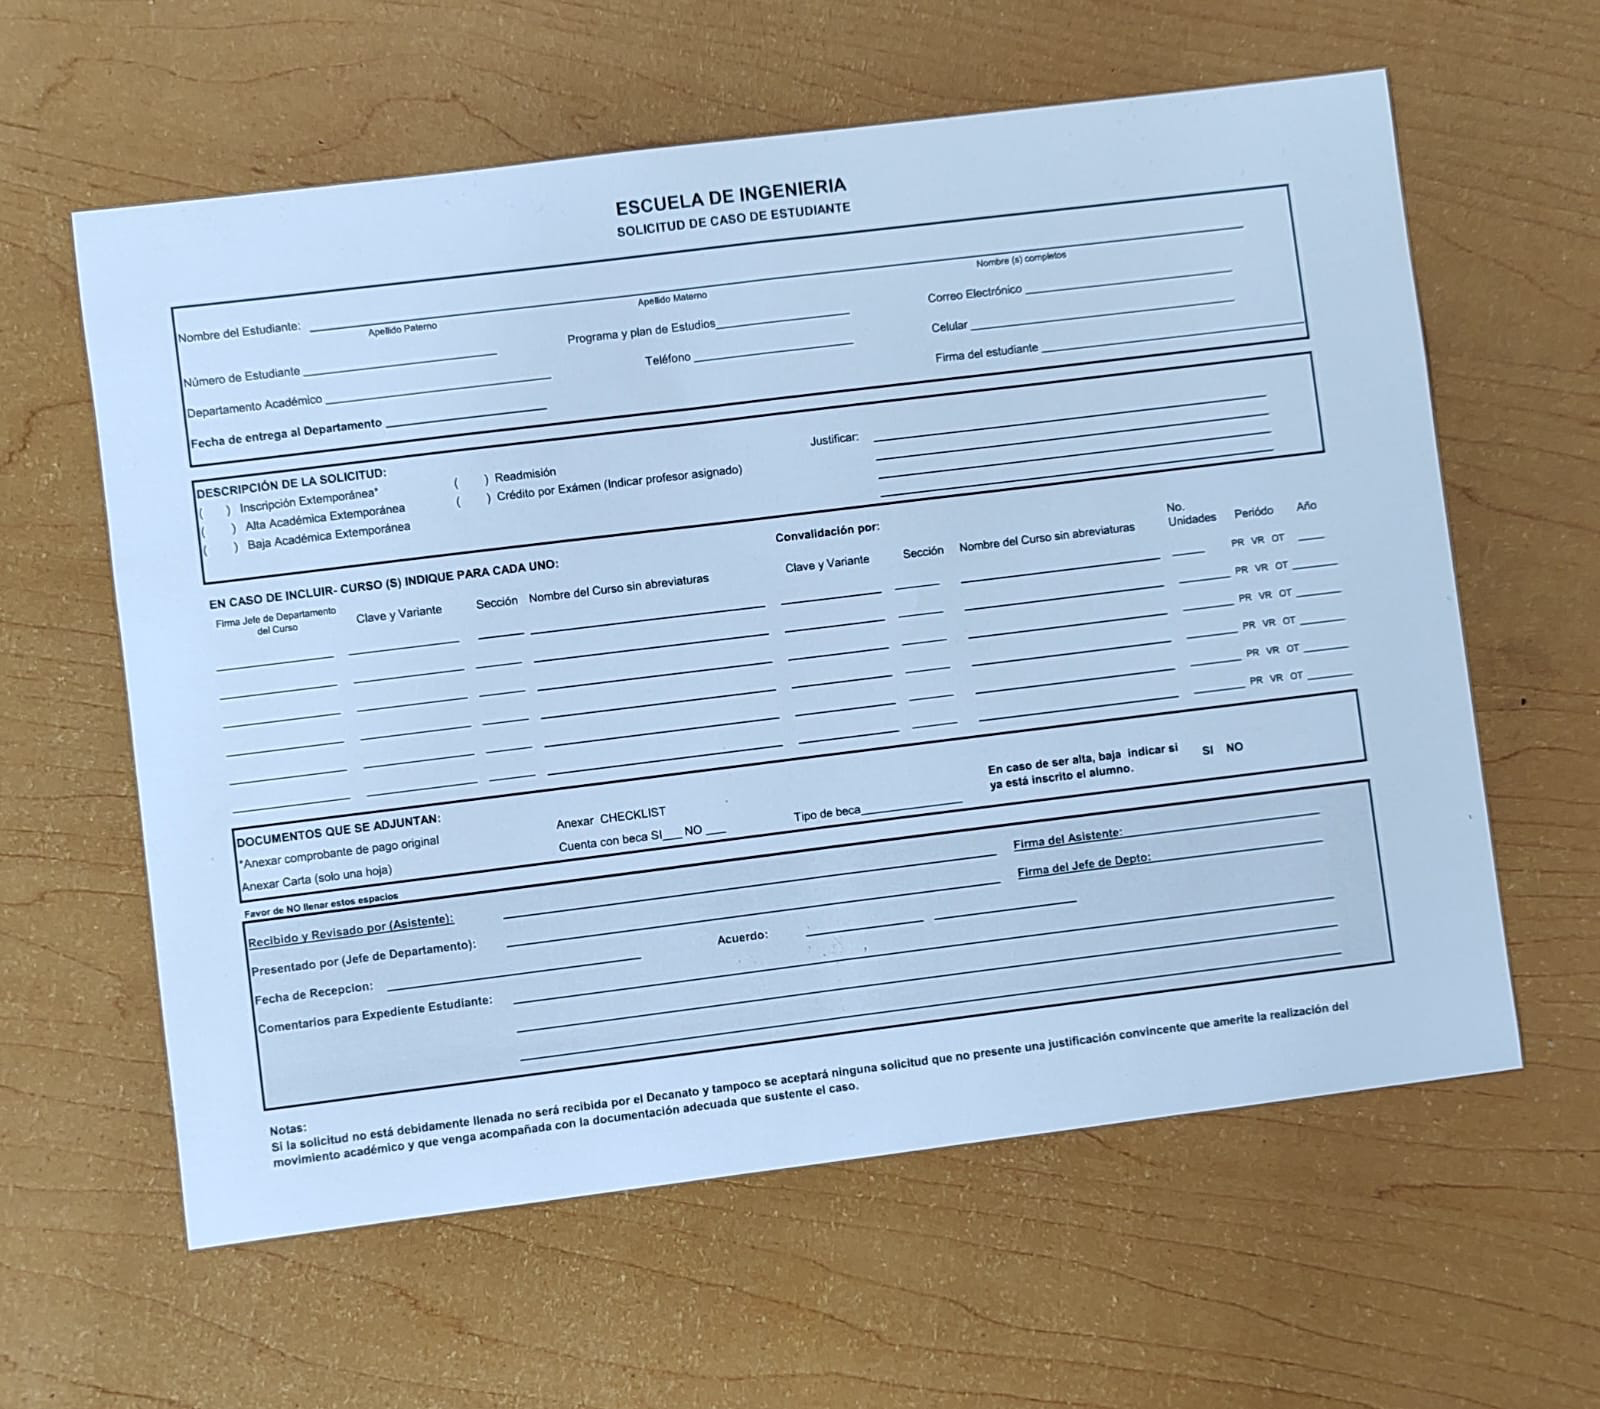 ESCUELA DE INGENIERIA
SOLICITUD DE CASO DE ESTUDIANTE
Nombre del Estudiante:
Apellido Paterno Apellido Materno Nombre (s) completos
Número de Estudiante Programa y plan de Estudios Correo Electrónico
Departamento Académico Teléfono Celular
Fecha de entrega al Departamento Firma del estudiante
DESCRIPCIÓN DE LA SOLICITUD: Justificar:
( ) Inscripción Extemporánea* ( ) Readmisión
( ) Alta Académica Extemporánea ( ) Crédito por Exámen (Indicar profesor asignado)
( ) Baja Académica Extemporánea
EN CASO DE INCLUIR- CURSO (S) INDIQUE PARA CADA UNO: Convalidación por:
Firma Jefe de Departamento del Curso Clave y Variante Sección Nombre del Curso sin abreviaturas Clave y Variante Sección Nombre del Curso sin abreviaturas No. Unidades Periódo Año
PR VR OT
PR VR OT
PR VR OT
PR VR OT
PR VR OT
PR VR OT
DOCUMENTOS QUE SE ADJUNTAN:
*Anexar comprobante de pago original Anexar CHECKLIST En caso de ser alta, baja indicar si SI NO
Anexar Carta (solo una hoja) Cuenta con beca SI___ NO ___ Tipo de beca ya está inscrito el alumno.
Favor de NO llenar estos espacios
Recibido y Revisado por (Asistente): Firma del Asistente:
Presentado por (Jefe de Departamento): Firma del Jefe de Depto:
Fecha de Recepcion: Acuerdo:
Comentarios para Expediente Estudiante:
Notas:
Si la solicitud no está debidamente llenada no será recibida por el Decanato y tampoco se aceptará ninguna solicitud que no presente una justificación convincente que amerite la realización del
movimiento académico y que venga acompañada con la documentación adecuada que sustente el caso.